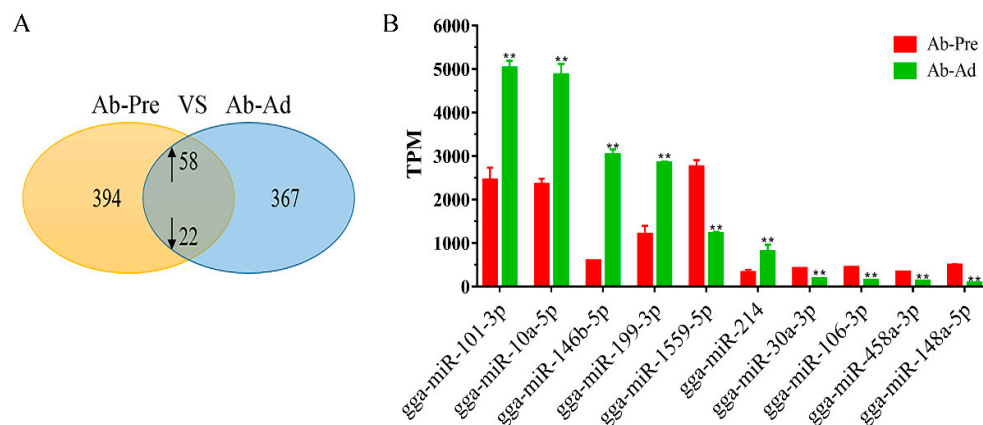 A
Ab-Pre VS Ab-Ad
394
58
22
367
B
TPM
6000
5000
4000
3000
2000
1000
0
Ab-Pre
Ab-Ad
**
**
**
**
**
**
**
**
**
**
gga-miR-101-3p
gga-miR-10a-5p
gga-miR-146b-5p
gga-miR-199-3p
gga-miR-1559-5p
gga-miR-214
gga-miR-30a-3p
gga-miR-106-3p
gga-miR-458a-3p
gga-miR-148a-5p